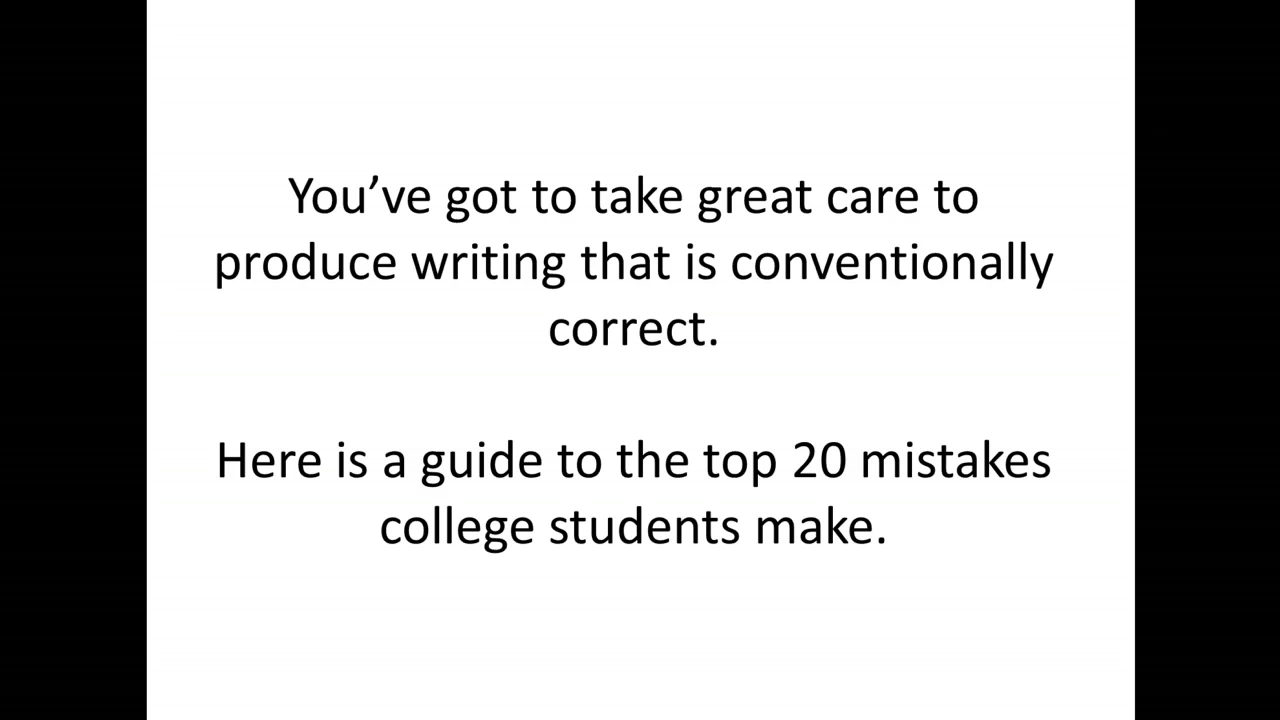 You’ve got to take great care to
produce writing that is conventionally
correct.
Here is a guide to the top 20 mistakes
college students make.